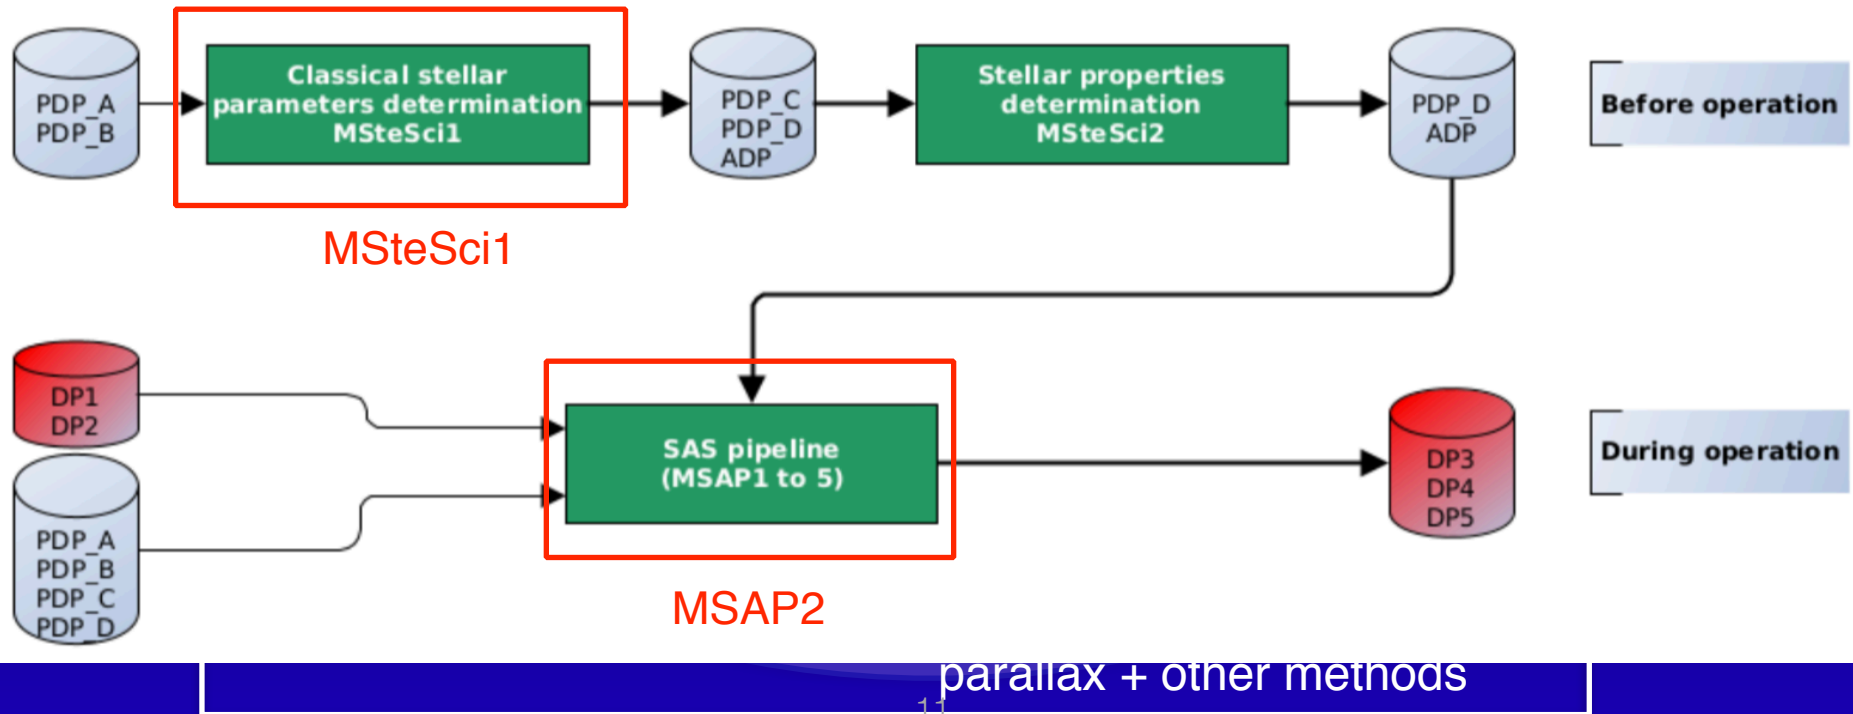 PDP_A
PDP_B
Classical stellar
parameters determination
MSteSci1
PDP_C
PDP_D
ADP
Stellar properties
determination
MSteSci2
PDP_D
ADP
Before operation
MSteSci1
DP1
DP2
PDP_A
PDP_B
PDP_C
PDP_D
SAS pipeline
(MSAP1 to 5)
DP3
DP4
DP5
During operation
MSAP2
parallax + other methods
11